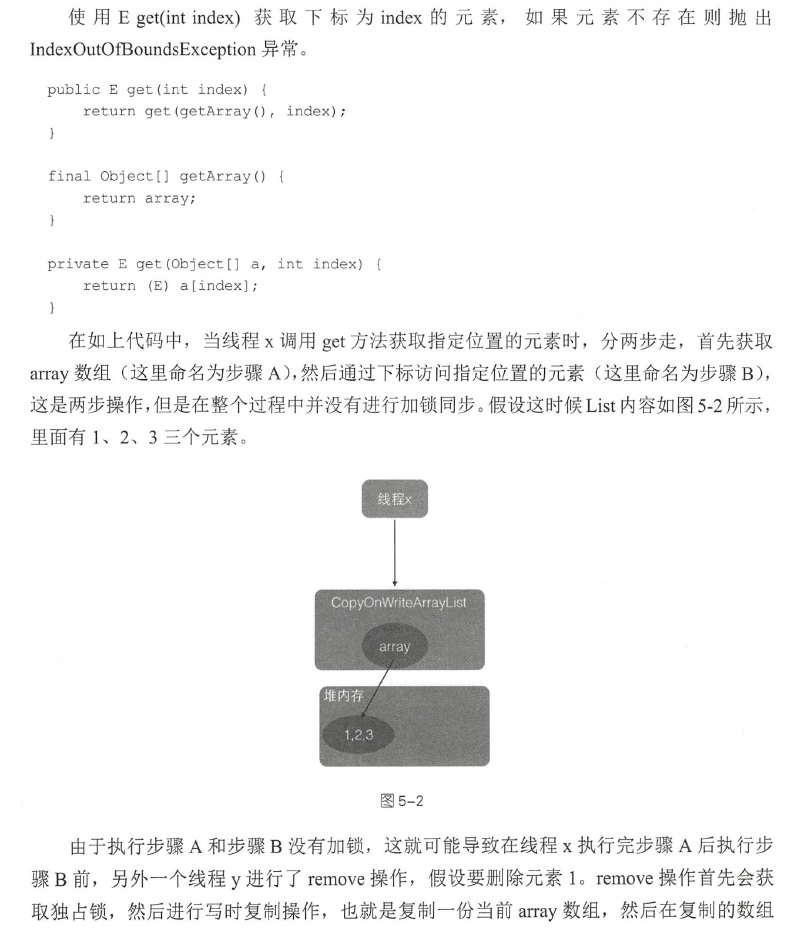 使用 E get(int index) 获取下标为 index 的元素，如果元素不存在则抛出
IndexOutOfBoundsException 异常。
public E get(int index) {
return get(getArray(), index);
}
final Object[] getArray() {
return array;
}
private E get(Object[] a, int index) {
return (E) a[index];
}
在如上代码中，当线程 x 调用 get 方法获取指定位置的元素时，分两步走，首先获取
array 数组（这里命名为步骤 A），然后通过下标访问指定位置的元素（这里命名为步骤 B），
这是两步操作，但是在整个过程中并没有进行加锁同步。假设这时候 List 内容如图 5-2 所示，
里面有 1、2、3 三个元素。
线程x
CopyOnWriteArrayList
array
堆内存
1,2,3
图 5-2
由于执行步骤 A 和步骤 B 没有加锁，这就可能导致在线程 x 执行完步骤 A 后执行步
骤 B 前，另外一个线程 y 进行了 remove 操作，假设要删除元素 1。remove 操作首先会获
取独占锁，然后进行写时复制操作，也就是复制一份当前 array 数组，然后在复制的数组